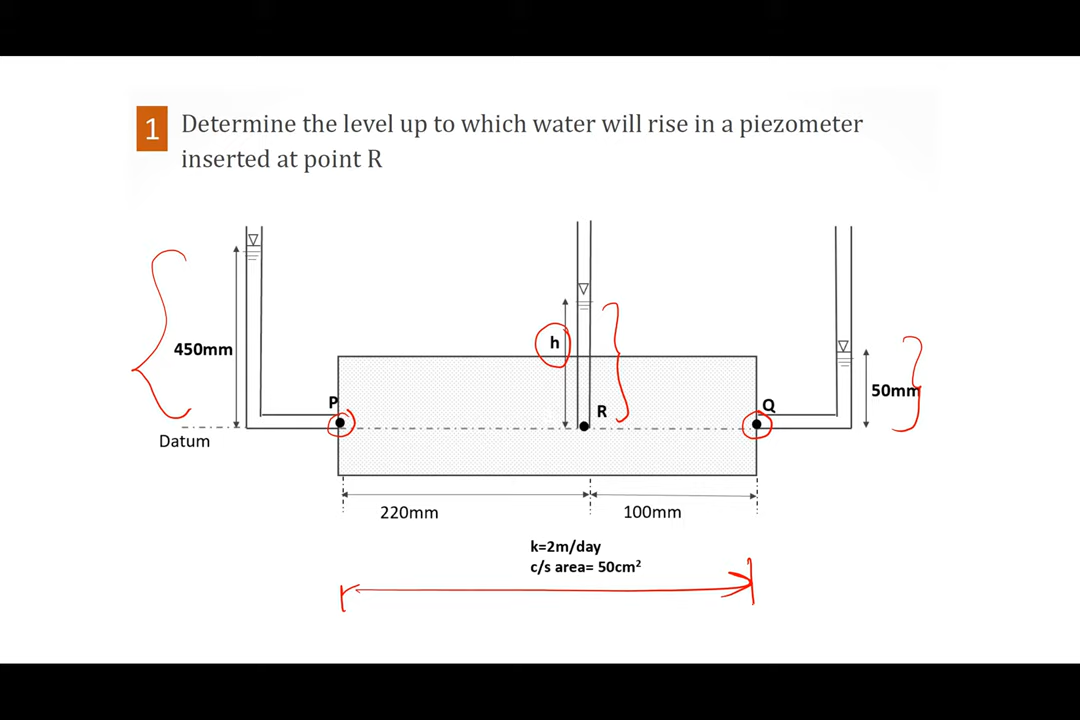 1 Determine the level up to which water will rise in a piezometer
inserted at point R
450mm
h
50mm
P
R
Q
Datum
220mm
100mm
k=2m/day
c/s area= 50cm²